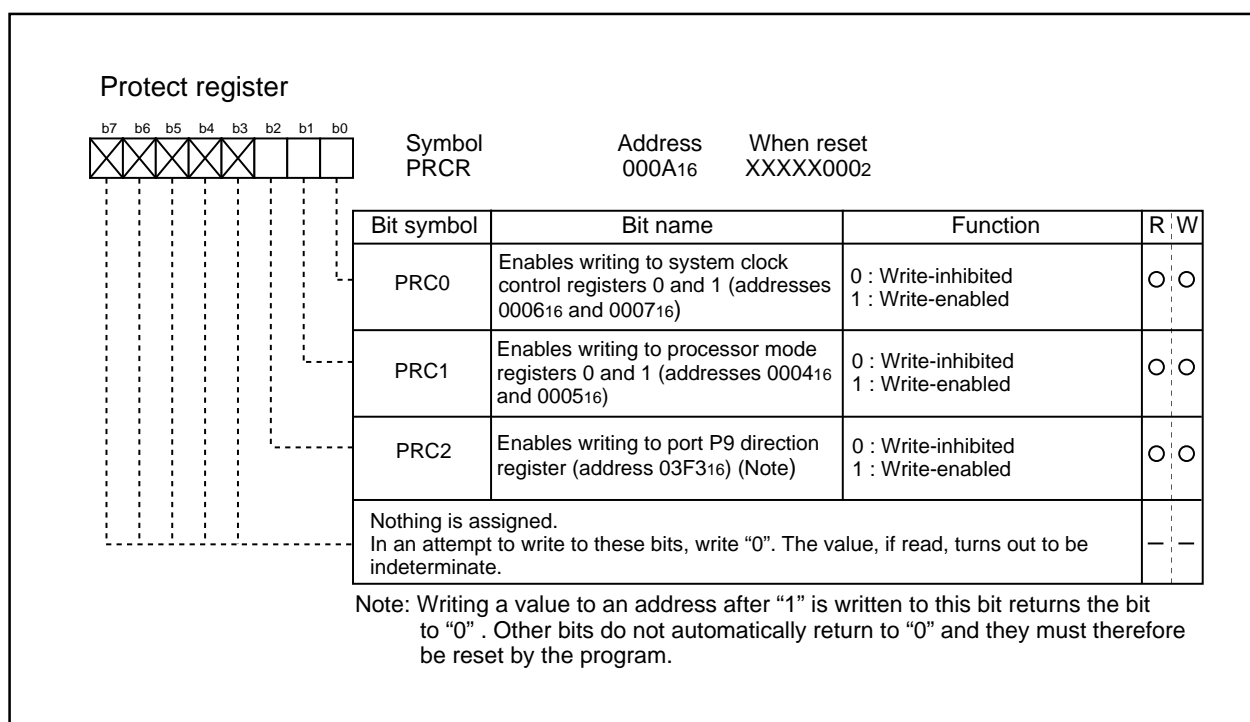 Protect register
b7 b6 b5 b4 b3 b2 b1 b0
Symbol Address When reset
PRCR 000A16 XXXXX0002
Bit symbol Bit name Function R W
PRC0
Enables writing to system clock
control registers 0 and 1 (addresses
000616 and 000716)
0 : Write-inhibited
1 : Write-enabled
PRC1
Enables writing to processor mode
registers 0 and 1 (addresses 000416
and 000516)
0 : Write-inhibited
1 : Write-enabled
PRC2
Enables writing to port P9 direction
register (address 03F316) (Note)
0 : Write-inhibited
1 : Write-enabled
Nothing is assigned.
In an attempt to write to these bits, write “0”. The value, if read, turns out to be
indeterminate.
Note: Writing a value to an address after “1” is written to this bit returns the bit
to “0” . Other bits do not automatically return to “0” and they must therefore
be reset by the program.